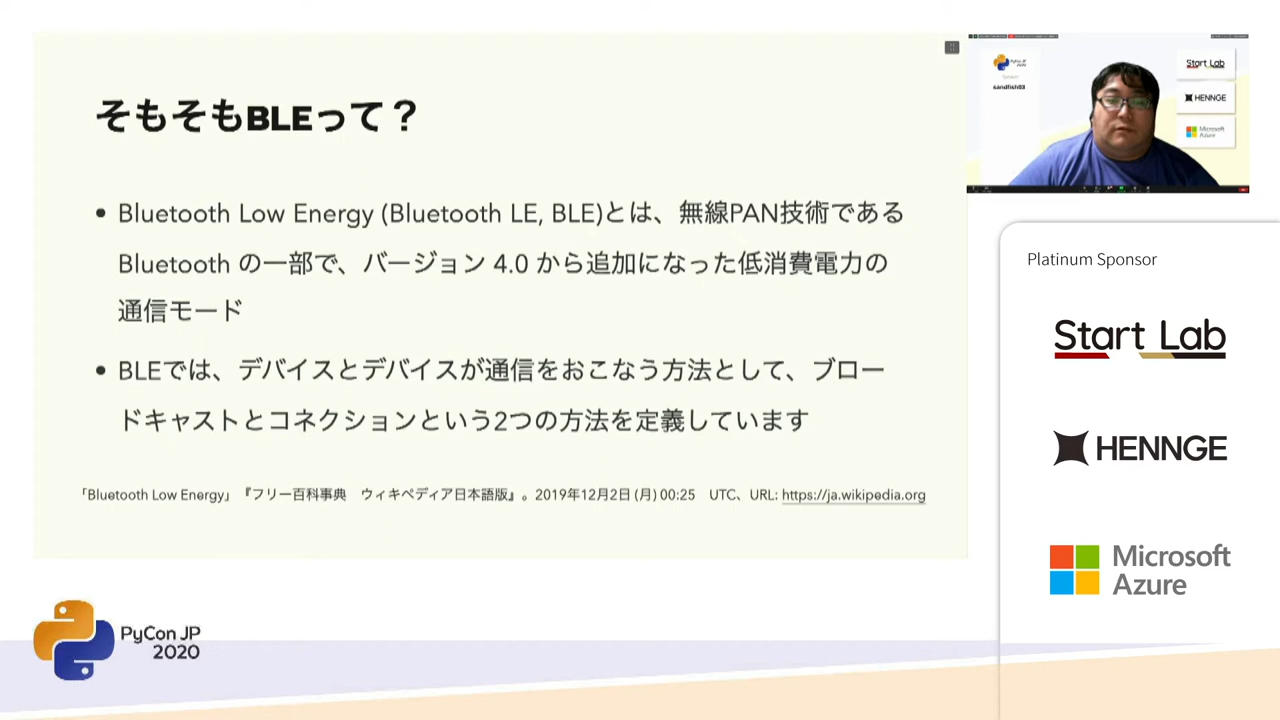 そもそもBLEって？
• Bluetooth Low Energy (Bluetooth LE, BLE)とは、無線PAN技術である
Bluetooth の一部で、バージョン 4.0 から追加になった低消費電力の
通信モード
• BLEでは、デバイスとデバイスが通信をおこなう方法として、ブロー
ドキャストとコネクションという2つの方法を定義しています
「Bluetooth Low Energy」『フリー百科事典　ウィキペディア日本語版』。2019年12月2日 (月) 00:25　UTC、URL: https://ja.wikipedia.org
PyCon JP
2020
sandfish03
Start Lab
HENNGE
Microsoft
Azure
Platinum Sponsor
Start Lab
HENNGE
Microsoft
Azure
PyCon JP
2020